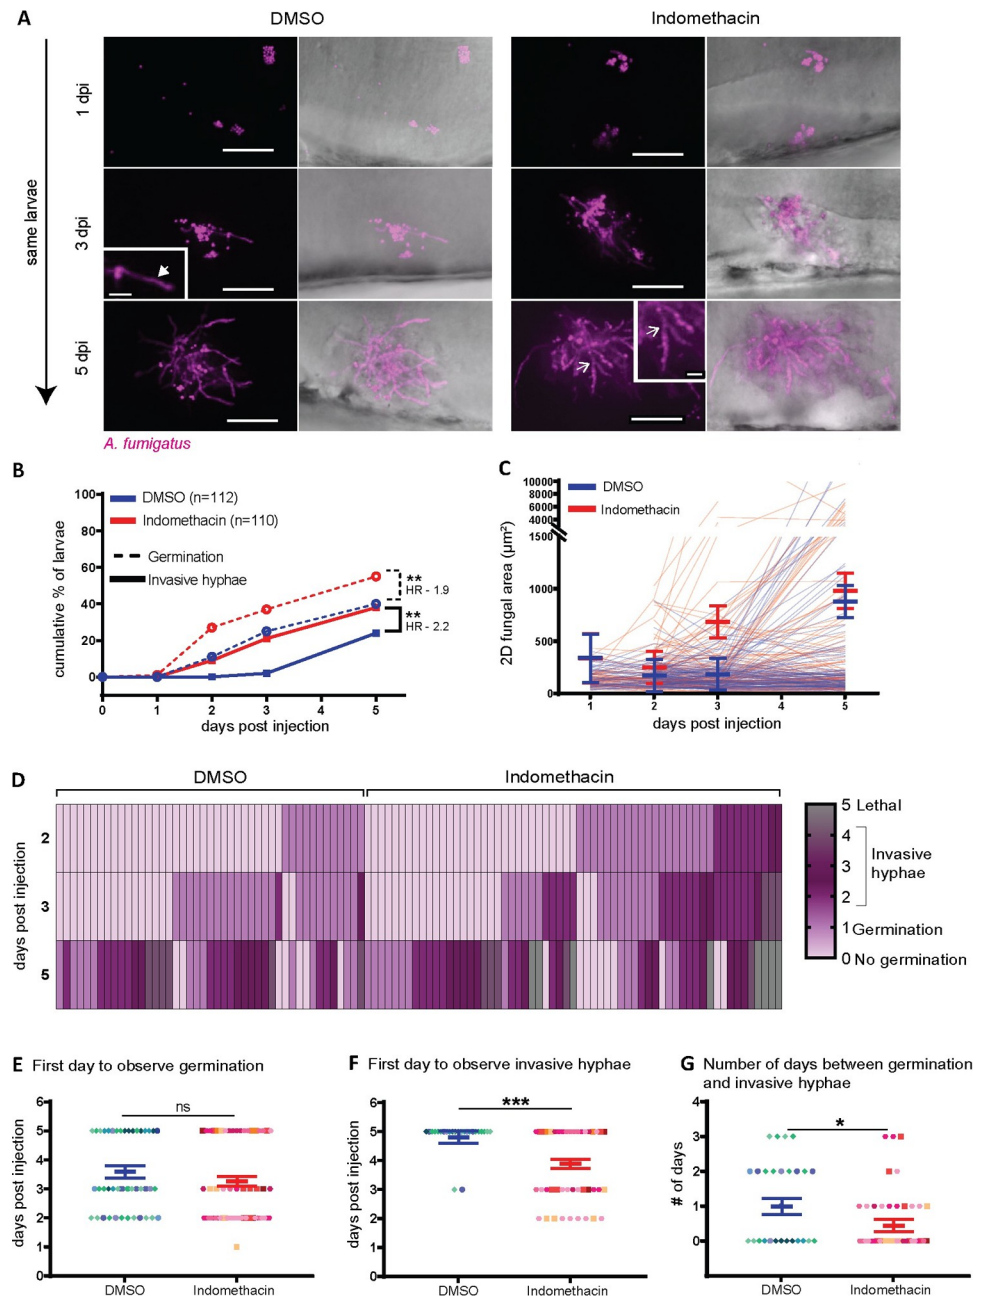 A
DMSO
Indomethacin
same larvae
1 dpi
3 dpi
5 dpi
A. fumigatus
B
cumulative % of larvae
100
80
60
40
20
0
DMSO (n=112)
Indomethacin (n=110)
Germination
Invasive hyphae
**
HR - 1.9
**
HR - 2.2
0 1 2 3 4 5
days post injection
C
2D fungal area (µm²)
10000
8000
6000
4000
1500
1000
500
0
DMSO
Indomethacin
1 2 3 4 5
days post injection
D
DMSO
Indomethacin
days post injection
2
3
5
5 Lethal
4
3
2
Invasive
hyphae
1 Germination
0 No germination
E First day to observe germination
days post injection
6
5
4
3
2
1
0
ns
DMSO Indomethacin
F First day to observe invasive hyphae
days post injection
6
5
4
3
2
1
0
***
DMSO Indomethacin
G Number of days between germination
and invasive hyphae
# of days
4
3
2
1
0
*
DMSO Indomethacin